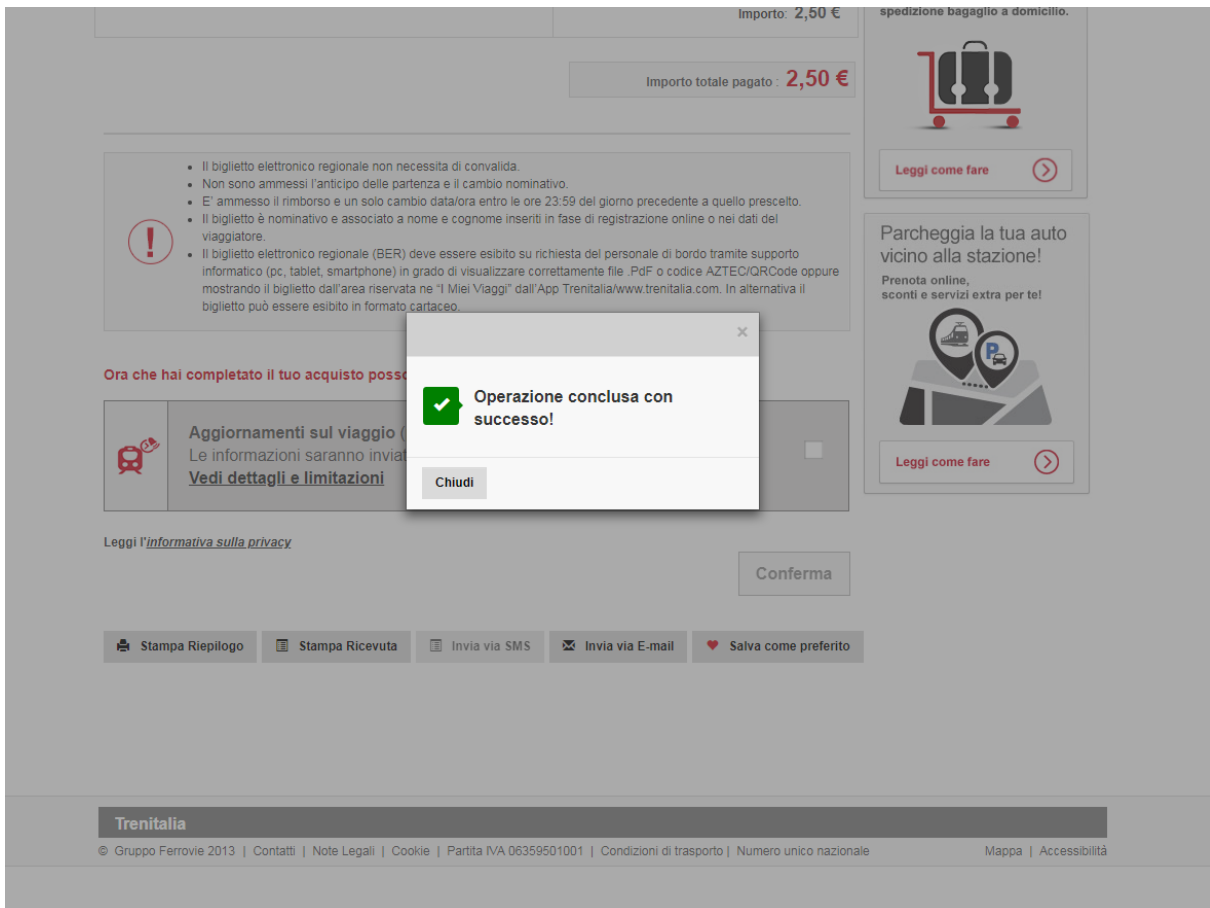 Importo: 2,50 €
spedizione bagaglio a domicilio.
Importo totale pagato : 2,50 €
Leggi come fare
Il biglietto elettronico regionale non necessita di convalida.
Non sono ammessi l'anticipo delle partenza e il cambio nominativo.
E' ammesso il rimborso e un solo cambio data/ora entro le ore 23:59 del giorno precedente a quello prescelto.
Il biglietto è nominativo e associato a nome e cognome inseriti in fase di registrazione online o nei dati del
viaggiatore.
Il biglietto elettronico regionale (BER) deve essere esibito su richiesta del personale di bordo tramite supporto
informatico (pc, tablet, smartphone) in grado di visualizzare correttamente file .PdF o codice AZTEC/QRCode oppure
mostrando il biglietto dall'area riservata ne "I Miei Viaggi" dall'App Trenitalia/www.trenitalia.com. In alternativa il
biglietto può essere esibito in formato cartaceo.
Parcheggia la tua auto
vicino alla stazione!
Prenota online,
sconti e servizi extra per te!
P
Leggi come fare
Ora che hai completato il tuo acquisto
Aggiornamenti sul viaggio (
Le informazioni saranno
Vedi dettagli e limitazioni
×
Operazione conclusa con
successo!
Chiudi
Leggi l'informativa sulla privacy
Conferma
Stampa Riepilogo
Stampa Ricevuta
Invia via SMS
Invia via E-mail
Salva come preferito
Trenitalia
© Gruppo Ferrovie 2013 | Contatti | Note Legali | Cookie | Partita IVA 06359501001 | Condizioni di trasporto | Numero unico nazionale
Mappa | Accessibilità